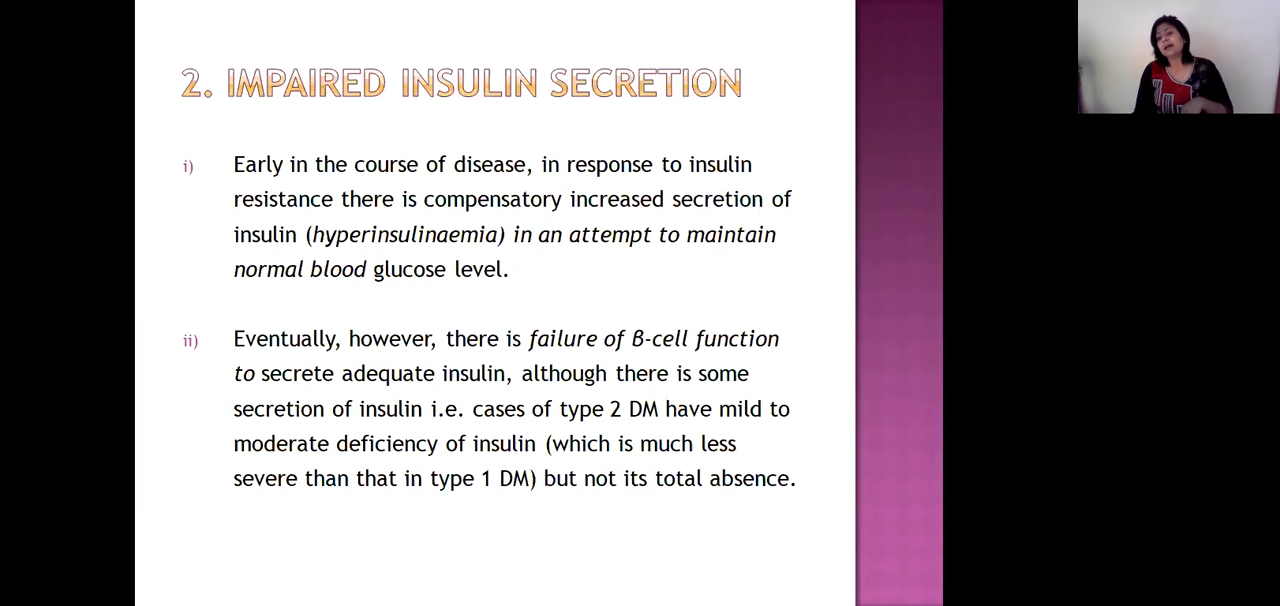 2. IMPAIRED INSULIN SECRETION
i) Early in the course of disease, in response to insulin
resistance there is compensatory increased secretion of
insulin (hyperinsulinaemia) in an attempt to maintain
normal blood glucose level.
ii) Eventually, however, there is failure of β-cell function
to secrete adequate insulin, although there is some
secretion of insulin i.e. cases of type 2 DM have mild to
moderate deficiency of insulin (which is much less
severe than that in type 1 DM) but not its total absence.